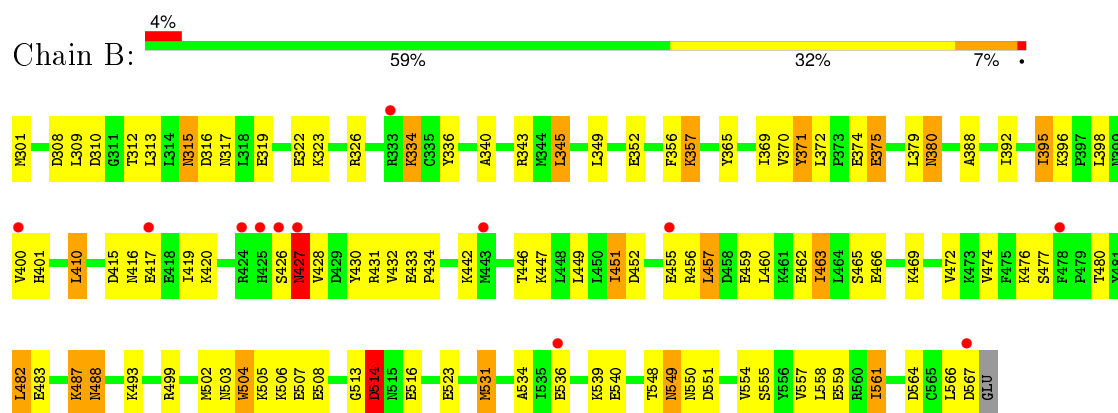 4%
Chain B:
59% 32% 7% •
M301 D308 L309 D310 G311 T312 L313 L314 N315 D316 N317 I318 E319 E322 K323 R326 R333 K334 C335 Y336 A340 R343 M344 L345 L349 E352 F356 K357 Y365 I369 V370 Y371 L372 P373 E374 E375 L379 N380 A388 I392 I395 K396 P397 L398 N399
V400 H401 L410 D415 N416 E417 E418 I419 K420 R424 H425 S426 N427 V428 D429 Y430 R431 V432 E433 P434 K442 M443 T446 K447 L448 L449 L450 I451 D452 E455 R456 L457 D458 E459 L460 K461 E462 I463 L464 S465 E466 K469 V472 K473 V474 F475 K476 S477 F478 P479 T480 Y481
L482 E483 K487 N488 K493 R499 M502 N503 W504 K505 K506 E507 E508 G513 D514 N515 E516 E523 M531 A534 I535 E536 K539 E540 T548 N549 N550 D551 V554 S555 Y556 V557 L558 E559 R560 I561 D564 C565 L566 D567 GLU